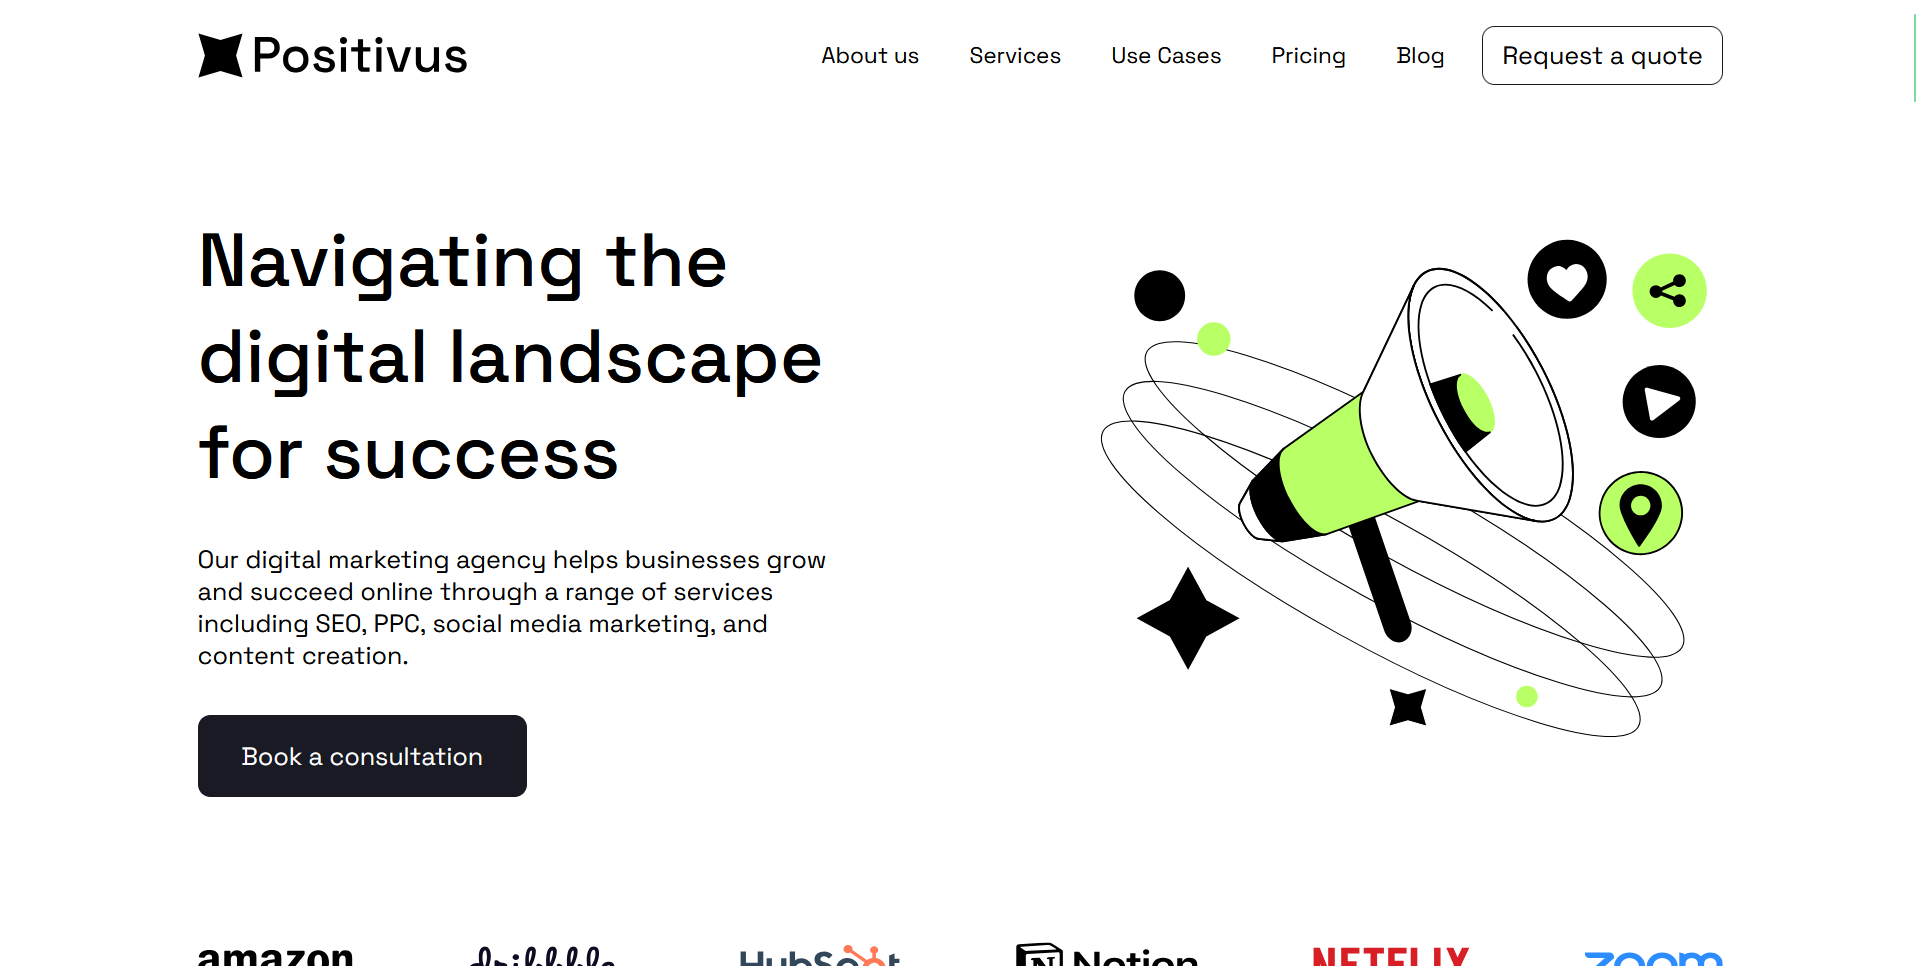 Positivus
About us Services Use Cases Pricing Blog Request a quote
Navigating the
digital landscape
for success
Our digital marketing agency helps businesses grow
and succeed online through a range of services
including SEO, PPC, social media marketing, and
content creation.
Book a consultation
amazon dribbble HubSpot Notion NETFLIX zoom